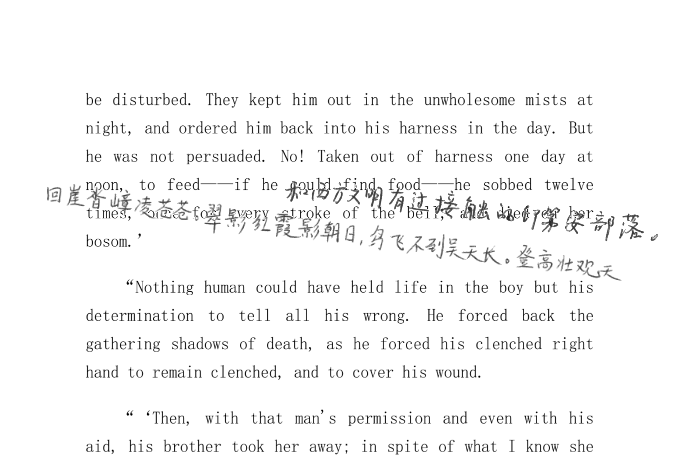 be disturbed. They kept him out in the unwholesome mists at
night, and ordered him back into his harness in the day. But
he was not persuaded. No! Taken out of harness one day at
noon, to feed——if he could find food——he sobbed twelve
times, once for every stroke of the bell, and died on her
bosom.’
和西方文明有过接触的印第安部落。
回崖沓嶂凌苍苍。翠影红霞影朝日,鸟飞不到吴天长。登高壮观天
“Nothing human could have held life in the boy but his
determination to tell all his wrong. He forced back the
gathering shadows of death, as he forced his clenched right
hand to remain clenched, and to cover his wound.
“ ‘Then, with that man's permission and even with his
aid, his brother took her away; in spite of what I know she